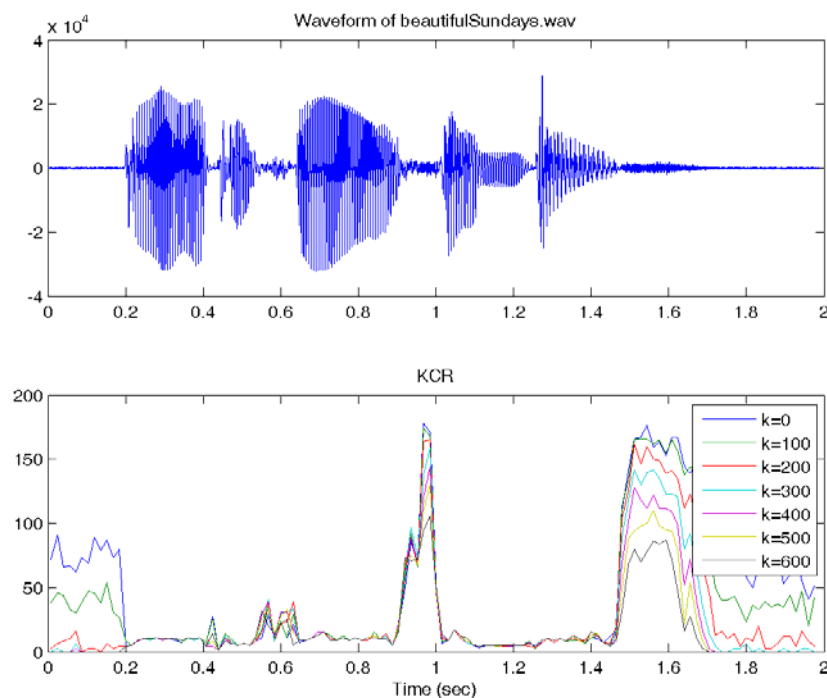 Waveform of beautifulSundays.wav
x 10^4
4
2
0
-2
-4
0 0.2 0.4 0.6 0.8 1 1.2 1.4 1.6 1.8 2
KCR
200
150
100
50
0
k=0
k=100
k=200
k=300
k=400
k=500
k=600
0 0.2 0.4 0.6 0.8 1 1.2 1.4 1.6 1.8 2
Time (sec)